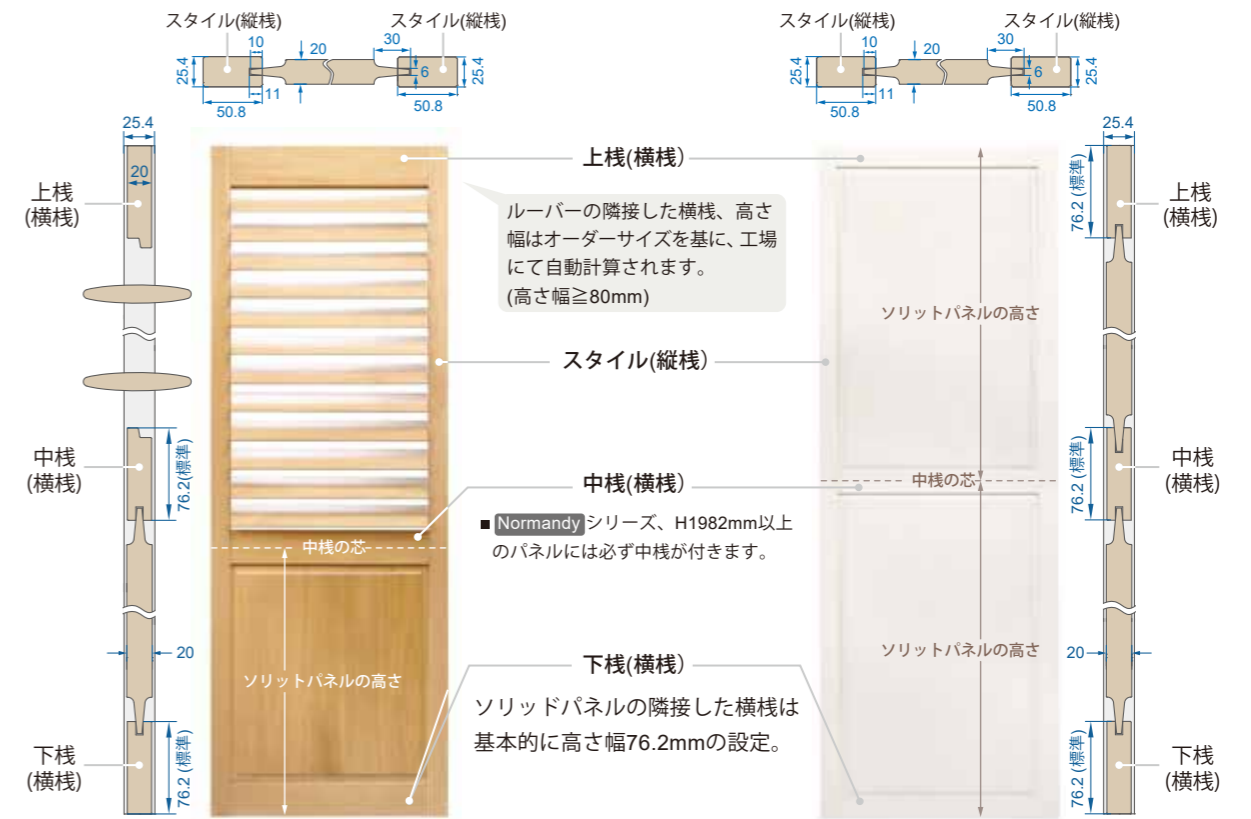 スタイル(縦桟)
スタイル(縦桟)
10
20
30
25.4
6
25.4
11
50.8
50.8
スタイル(縦桟)
スタイル(縦桟)
10
20
30
25.4
6
25.4
11
50.8
50.8
25.4
20
上桟
(横桟)
中桟
(横桟)
76.2(標準)
20
下桟
(横桟)
76.2 (標準)
中桟の芯
ソリットパネルの高さ
上桟(横桟)
ルーバーの隣接した横桟、高さ
幅はオーダーサイズを基に、工場
にて自動計算されます。
(高さ幅≧80mm)
スタイル(縦桟)
中桟(横桟)
■ Normandy シリーズ、H1982mm以上
のパネルには必ず中桟が付きます。
下桟(横桟)
ソリッドパネルの隣接した横桟は
基本的に高さ幅76.2mmの設定。
ソリットパネルの高さ
中桟の芯
ソリットパネルの高さ
25.4
76.2 (標準)
上桟
(横桟)
76.2 (標準)
中桟
(横桟)
20
76.2 (標準)
下桟
(横桟)